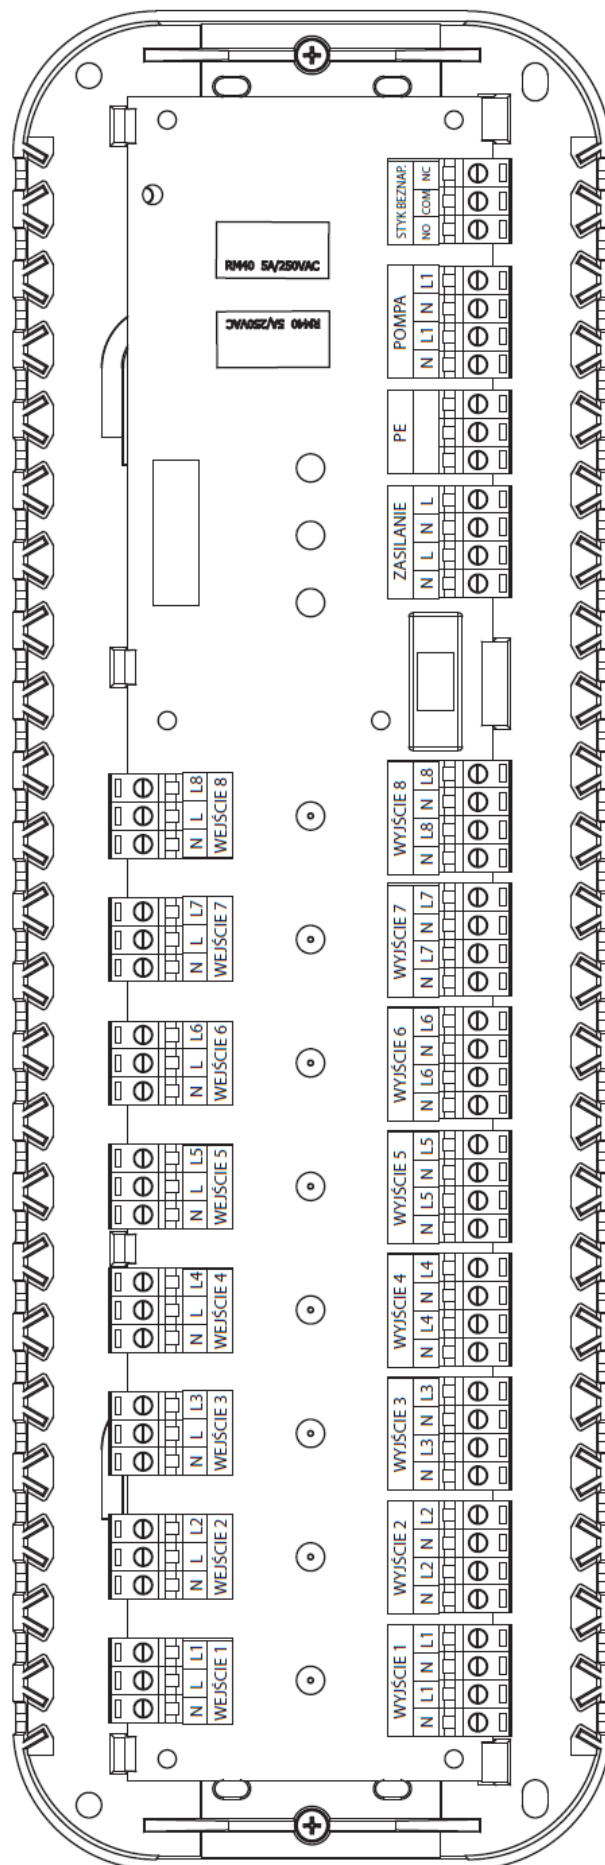 STYK BEZNAP.
NO COM NC
RM40 5A/250VAC
RM40 5A/250VAC
POMPA
N L1 N L1
PE
ZASILANIE
N L N L
N L L8
WEJŚCIE 8
WYJŚCIE 8
N L8 N L8
N L L7
WEJŚCIE 7
WYJŚCIE 7
N L7 N L7
N L L6
WEJŚCIE 6
WYJŚCIE 6
N L6 N L6
N L L5
WEJŚCIE 5
WYJŚCIE 5
N L5 N L5
N L L4
WEJŚCIE 4
WYJŚCIE 4
N L4 N L4
N L L3
WEJŚCIE 3
WYJŚCIE 3
N L3 N L3
N L L2
WEJŚCIE 2
WYJŚCIE 2
N L2 N L2
N L L1
WEJŚCIE 1
WYJŚCIE 1
N L1 N L1